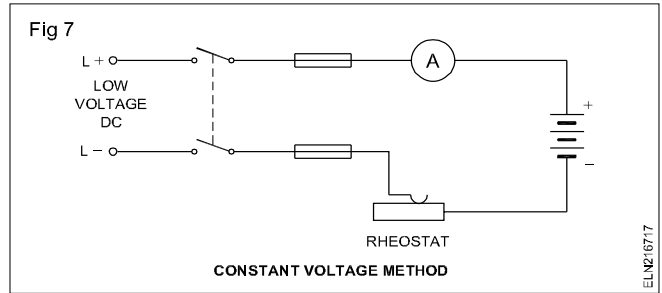 Fig 7
L +
LOW
VOLTAGE
DC
L −
A
+
−
RHEOSTAT
CONSTANT VOLTAGE METHOD
ELN216717